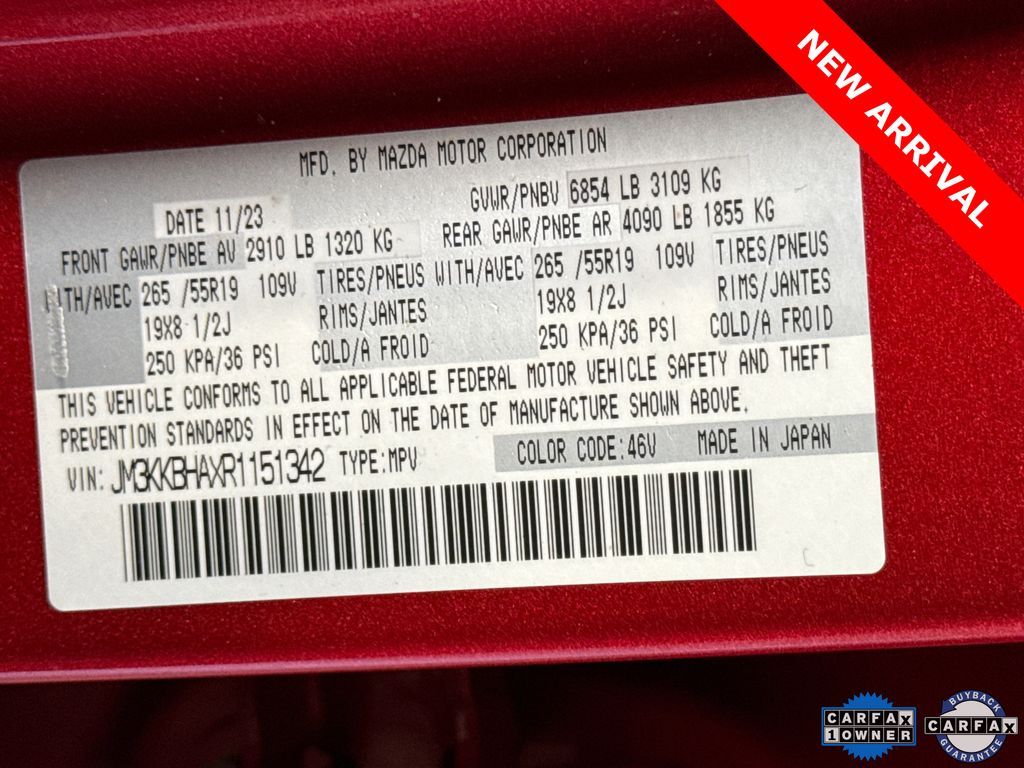 NEW ARRIVAL
MFD. BY MAZDA MOTOR CORPORATION
DATE 11/23 GVWR/PNBV 6854 LB 3109 KG
FRONT GAWR/PNBE AV 2910 LB 1320 KG REAR GAWR/PNBE AR 4090 LB 1855 KG
ITH/AVEC 265 /55R19 109V TIRES/PNEUS WITH/AVEC 265 /55R19 109V TIRES/PNEUS
19X8 1/2J RIMS/JANTES 19X8 1/2J RIMS/JANTES
250 KPA/36 PSI COLD/A FROID 250 KPA/36 PSI COLD/A FROID
THIS VEHICLE CONFORMS TO ALL APPLICABLE FEDERAL MOTOR VEHICLE SAFETY AND THEFT
PREVENTION STANDARDS IN EFFECT ON THE DATE OF MANUFACTURE SHOWN ABOVE.
VIN: JM3KKBHAXR1151342 TYPE:MPV COLOR CODE:46V MADE IN JAPAN
C
CARFAX
1 OWNER
BUYBACK
CARFAX
GUARANTEE